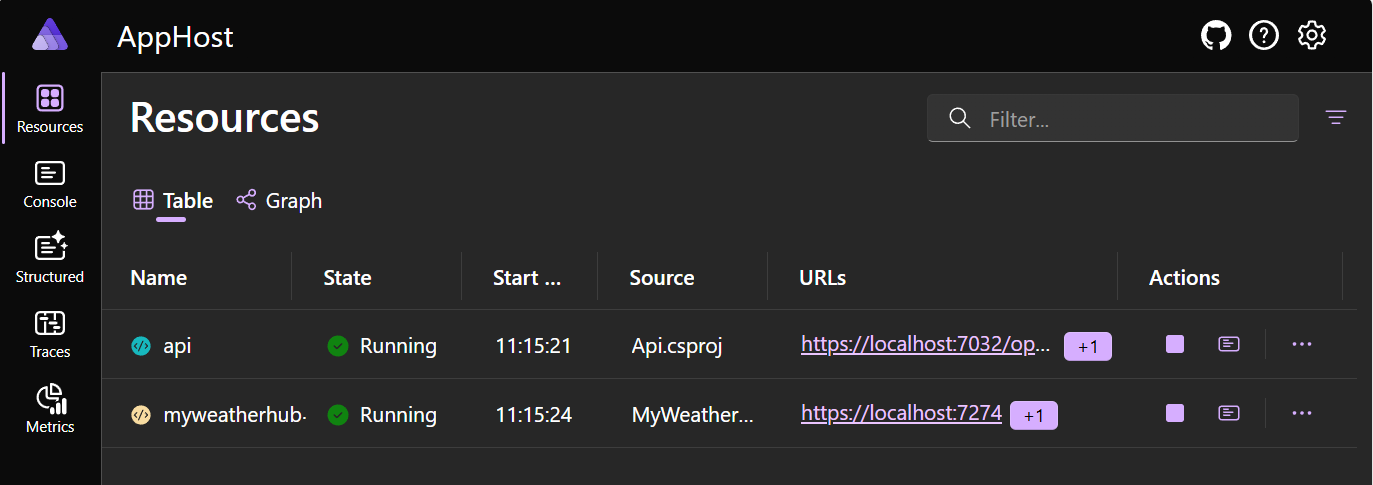 AppHost
Resources
Console
Structured
Traces
Metrics
Resources
Filter...
Table Graph
Name State Start ... Source URLs Actions
api Running 11:15:21 Api.csproj https://localhost:7032/op... +1
myweatherhub Running 11:15:24 MyWeather... https://localhost:7274 +1